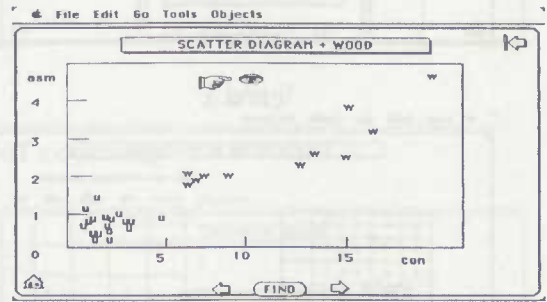 File Edit Go Tools Objects
SCATTER DIAGRAM + WOOD
asm
4
3
2
1
0
5 10 15 con
w
w
w
w
w w
w
w w w
w w
u
u
u
u u u
u u u u
u u u
u u u
u
FIND